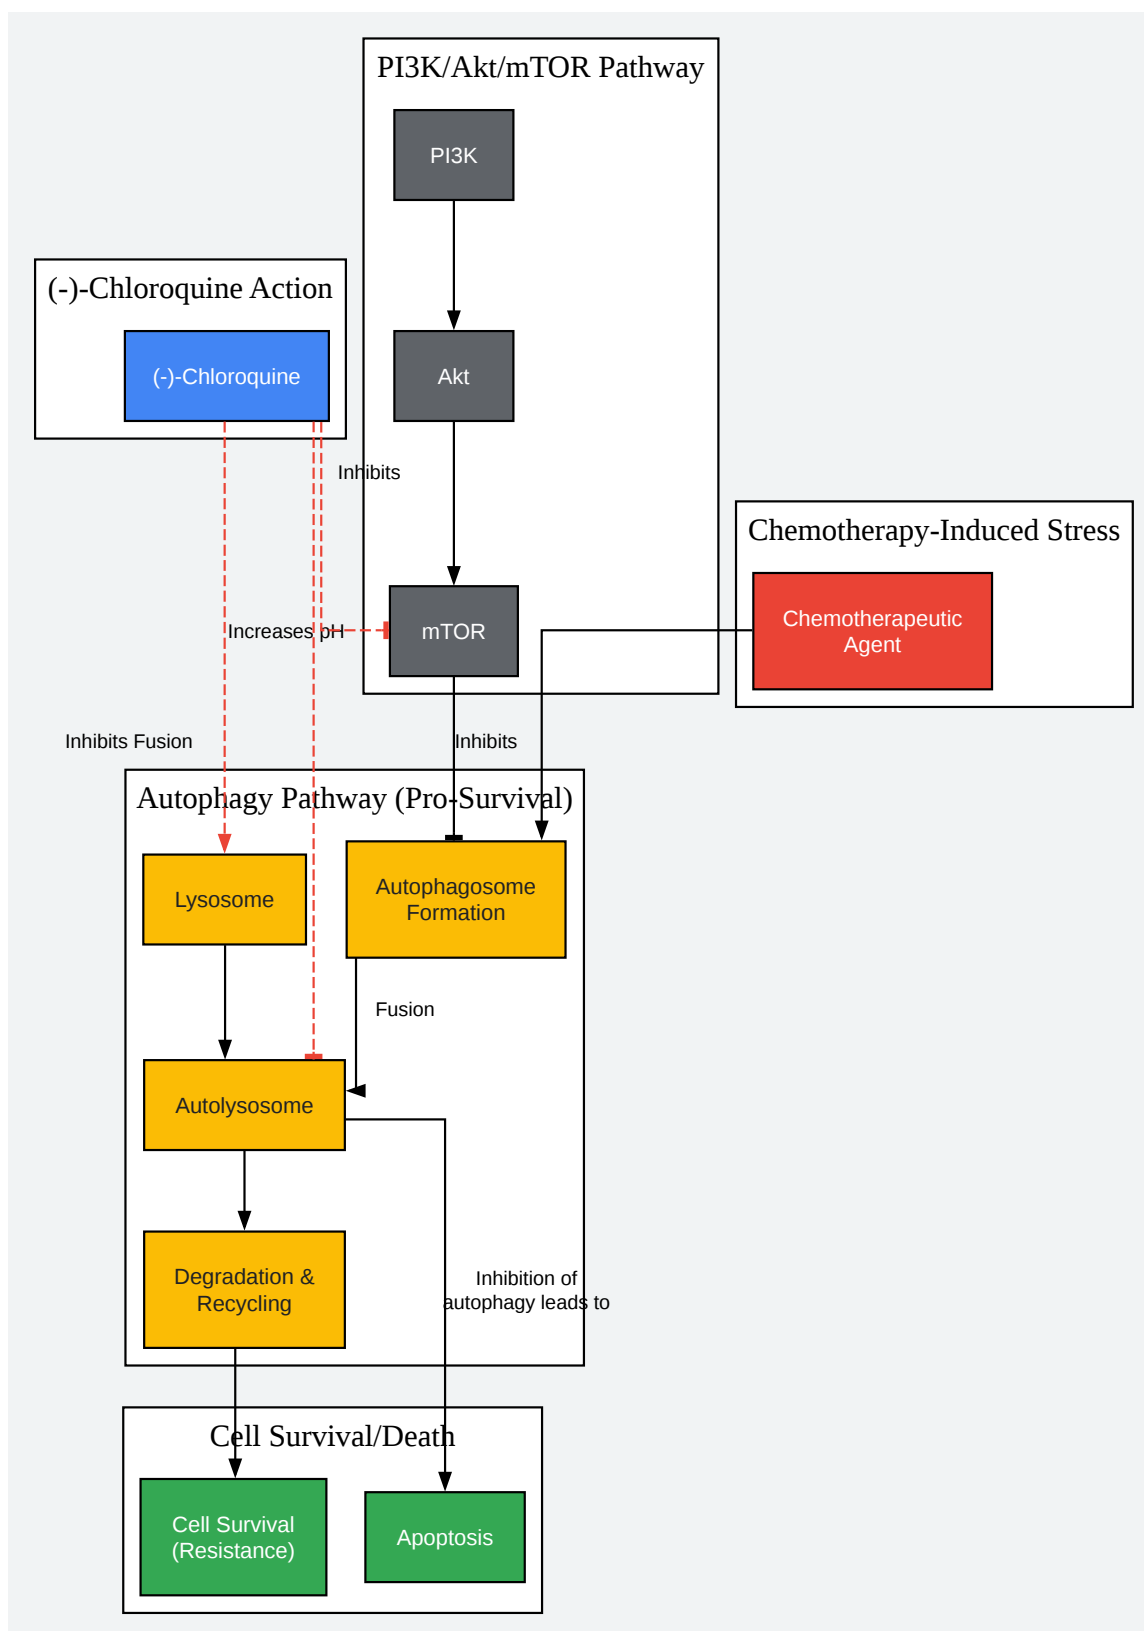 PI3K/Akt/mTOR Pathway
PI3K
(-)-Chloroquine Action
(-)-Chloroquine
Akt
Inhibits
Chemotherapy-Induced Stress
Chemotherapeutic
Agent
Increases pH
mTOR
Inhibits Fusion
Inhibits
Autophagy Pathway (Pro-Survival)
Lysosome
Autophagosome
Formation
Fusion
Autolysosome
Degradation &
Recycling
Inhibition of
autophagy leads to
Cell Survival/Death
Cell Survival
(Resistance)
Apoptosis